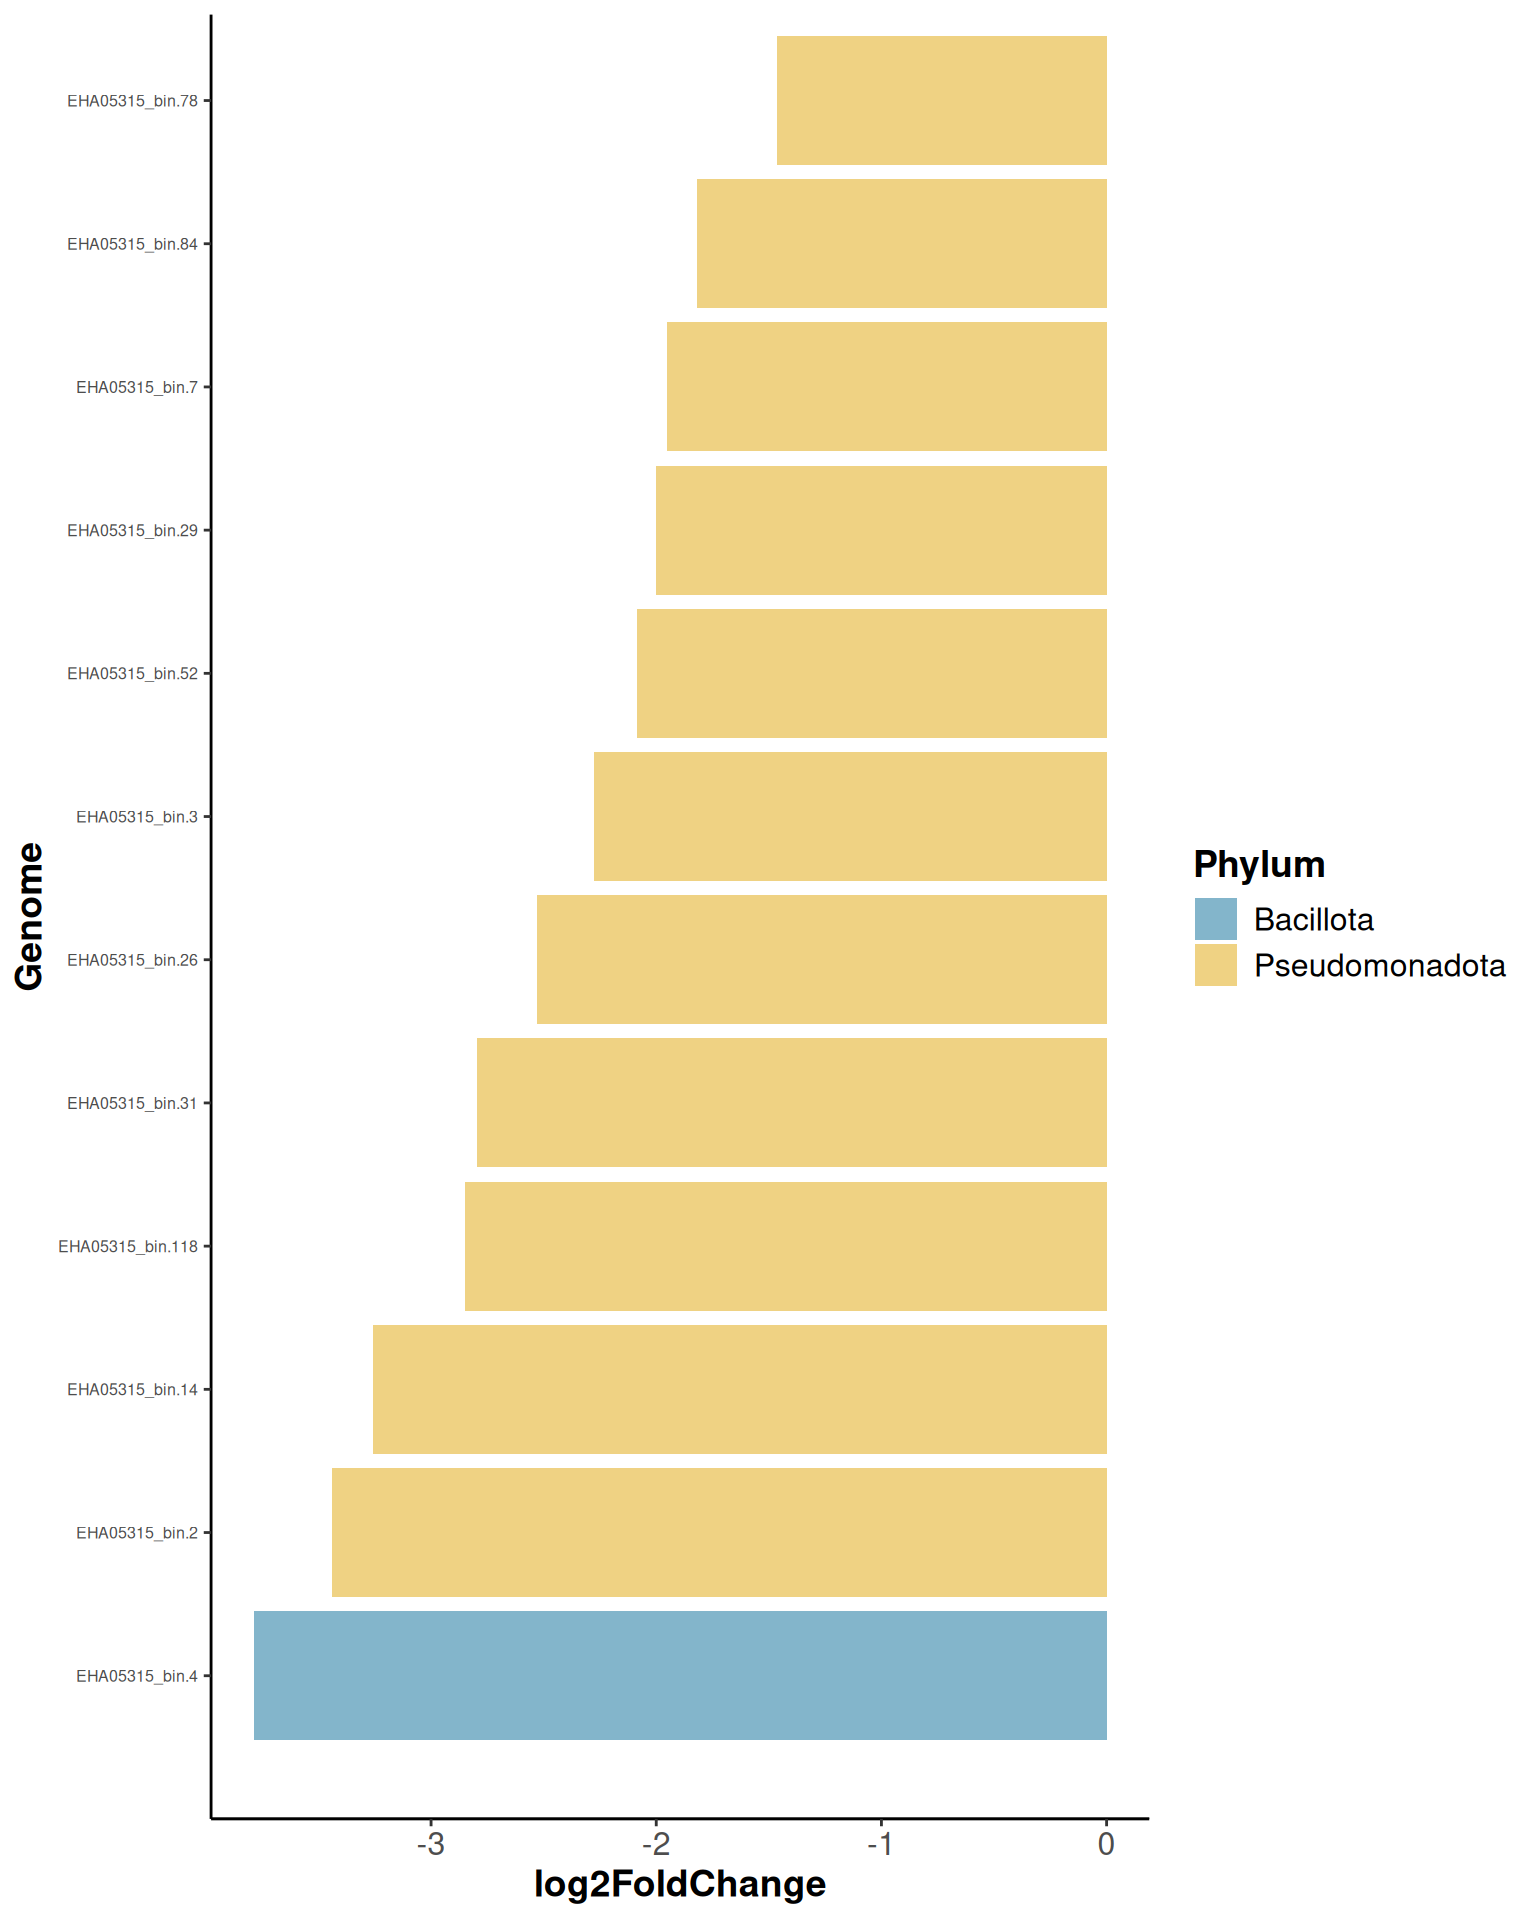 EHA05315_bin.78
EHA05315_bin.84
EHA05315_bin.7
EHA05315_bin.29
EHA05315_bin.52
EHA05315_bin.3
EHA05315_bin.26
EHA05315_bin.31
EHA05315_bin.118
EHA05315_bin.14
EHA05315_bin.2
EHA05315_bin.4
Genome
-3 -2 -1 0
log2FoldChange
Phylum
Bacillota
Pseudomonadota